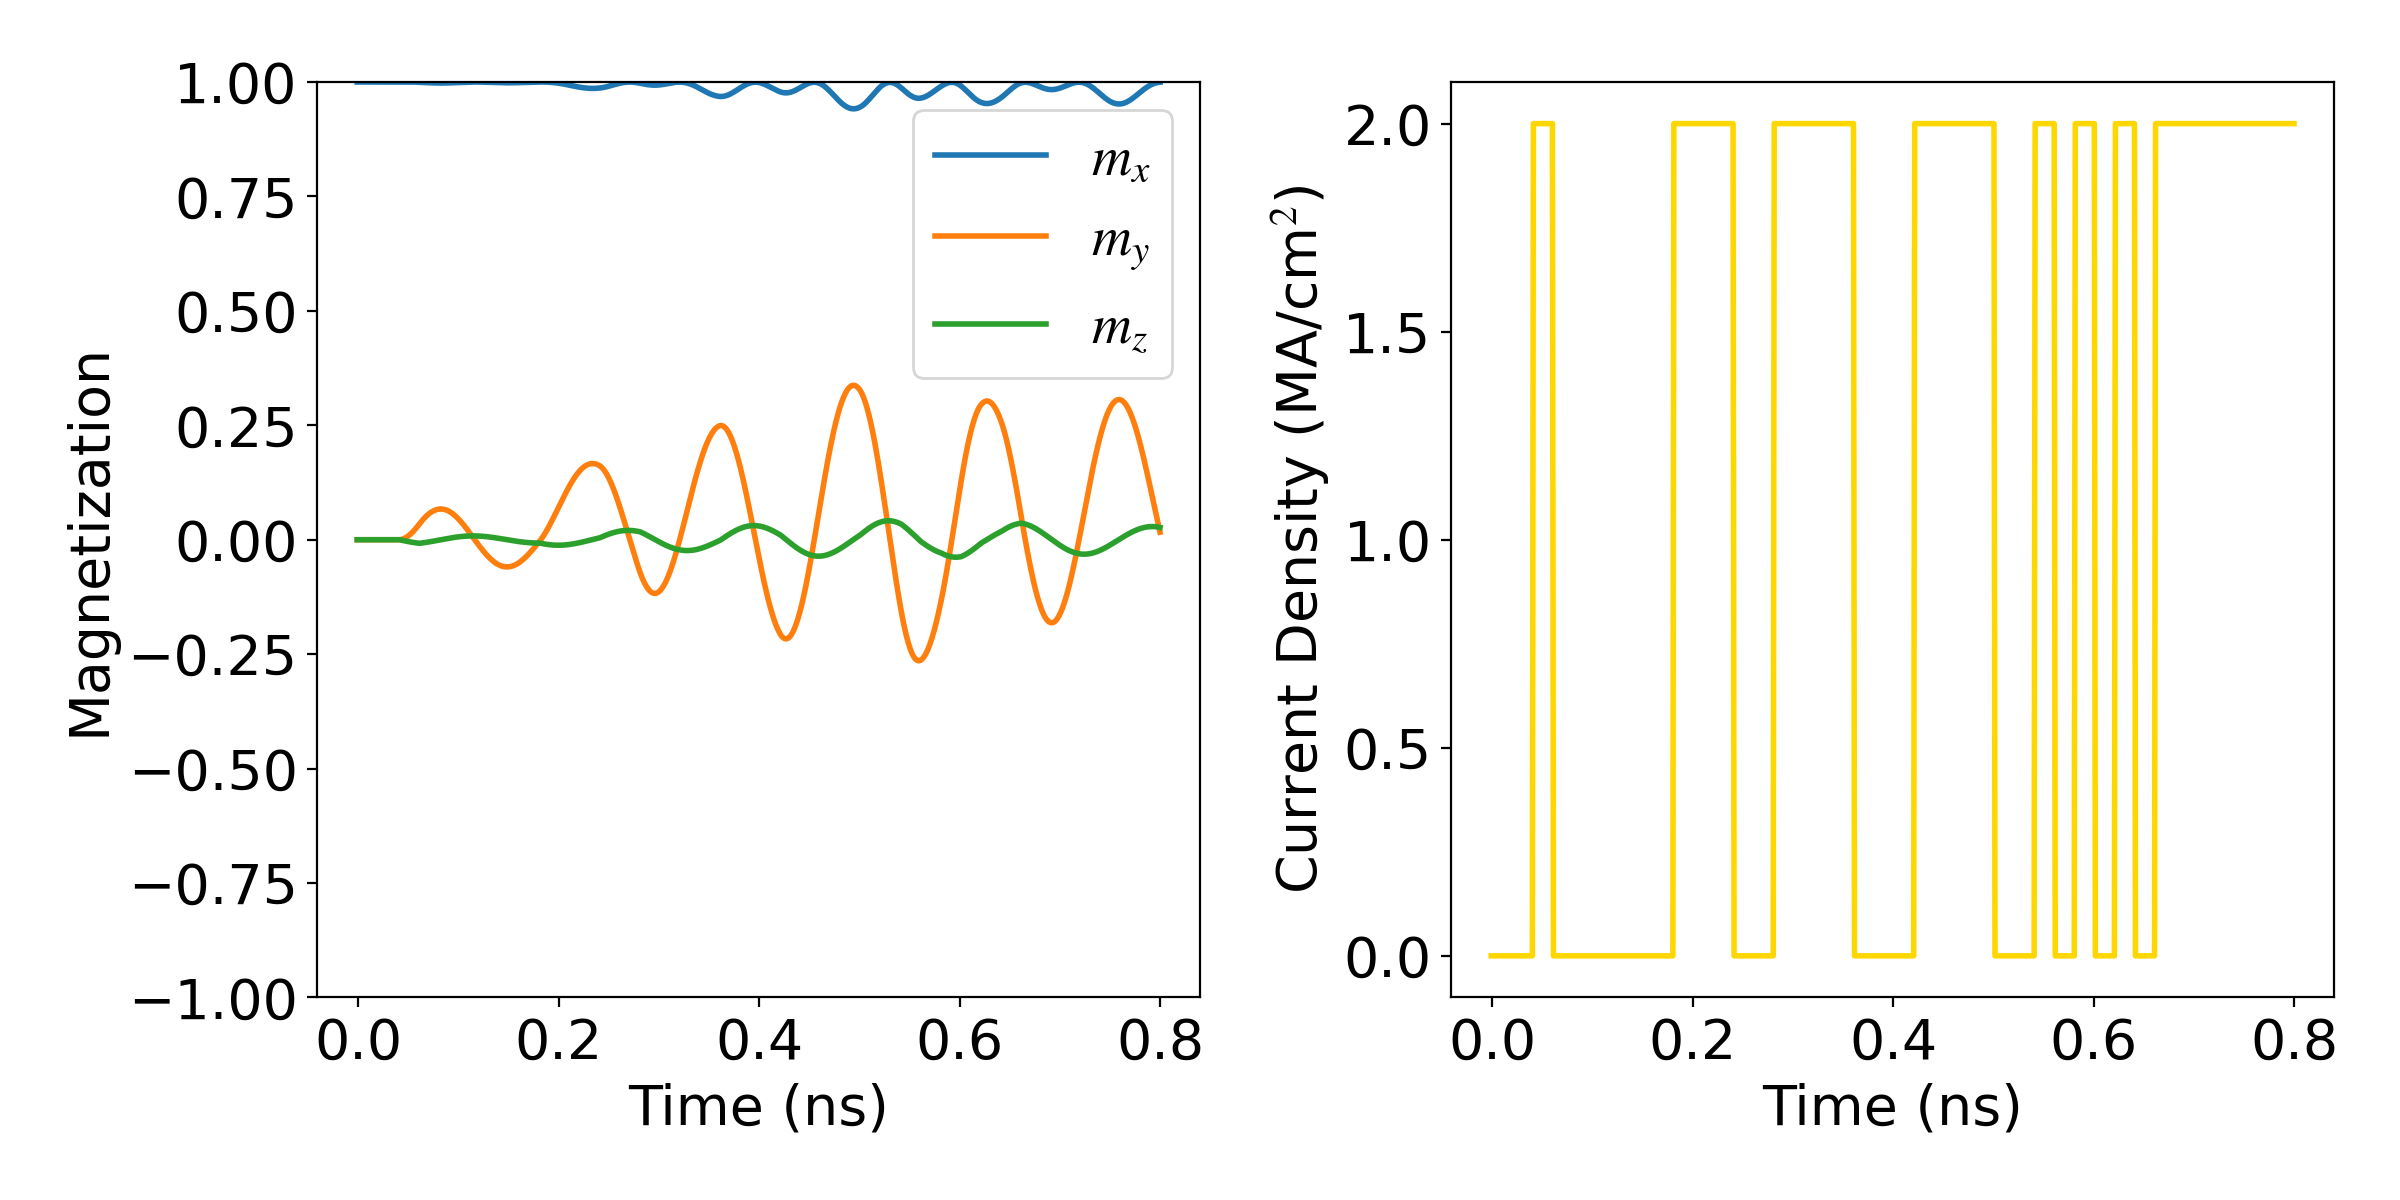 1.00
0.75
0.50
0.25
0.00
−0.25
−0.50
−0.75
−1.00
Magnetization
0.0 0.2 0.4 0.6 0.8
Time (ns)
mx
my
mz
2.0
1.5
1.0
0.5
0.0
Current Density (MA/cm²)
0.0 0.2 0.4 0.6 0.8
Time (ns)